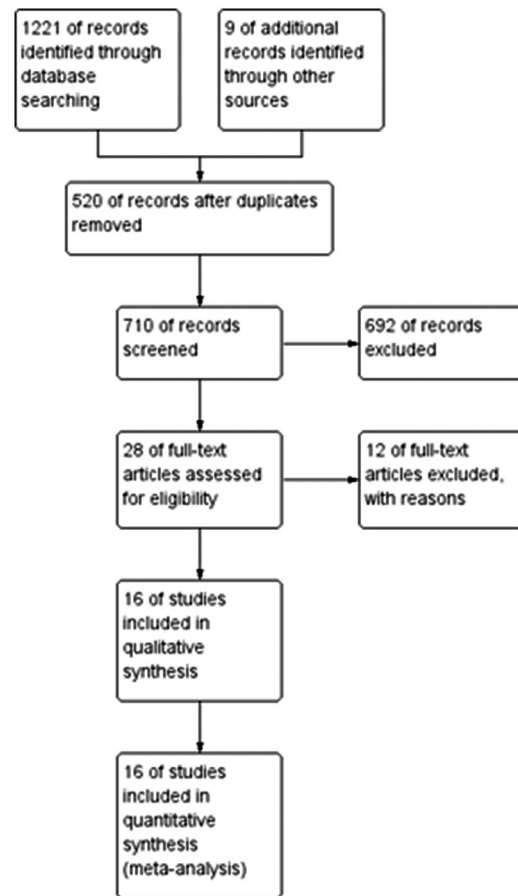 1221 of records
identified through
database
searching
9 of additional
records identified
through other
sources
520 of records after duplicates
removed
710 of records
screened
692 of records
excluded
28 of full-text
articles assessed
for eligibility
12 of full-text
articles excluded,
with reasons
16 of studies
included in
qualitative
synthesis
16 of studies
included in
quantitative
synthesis
(meta-analysis)